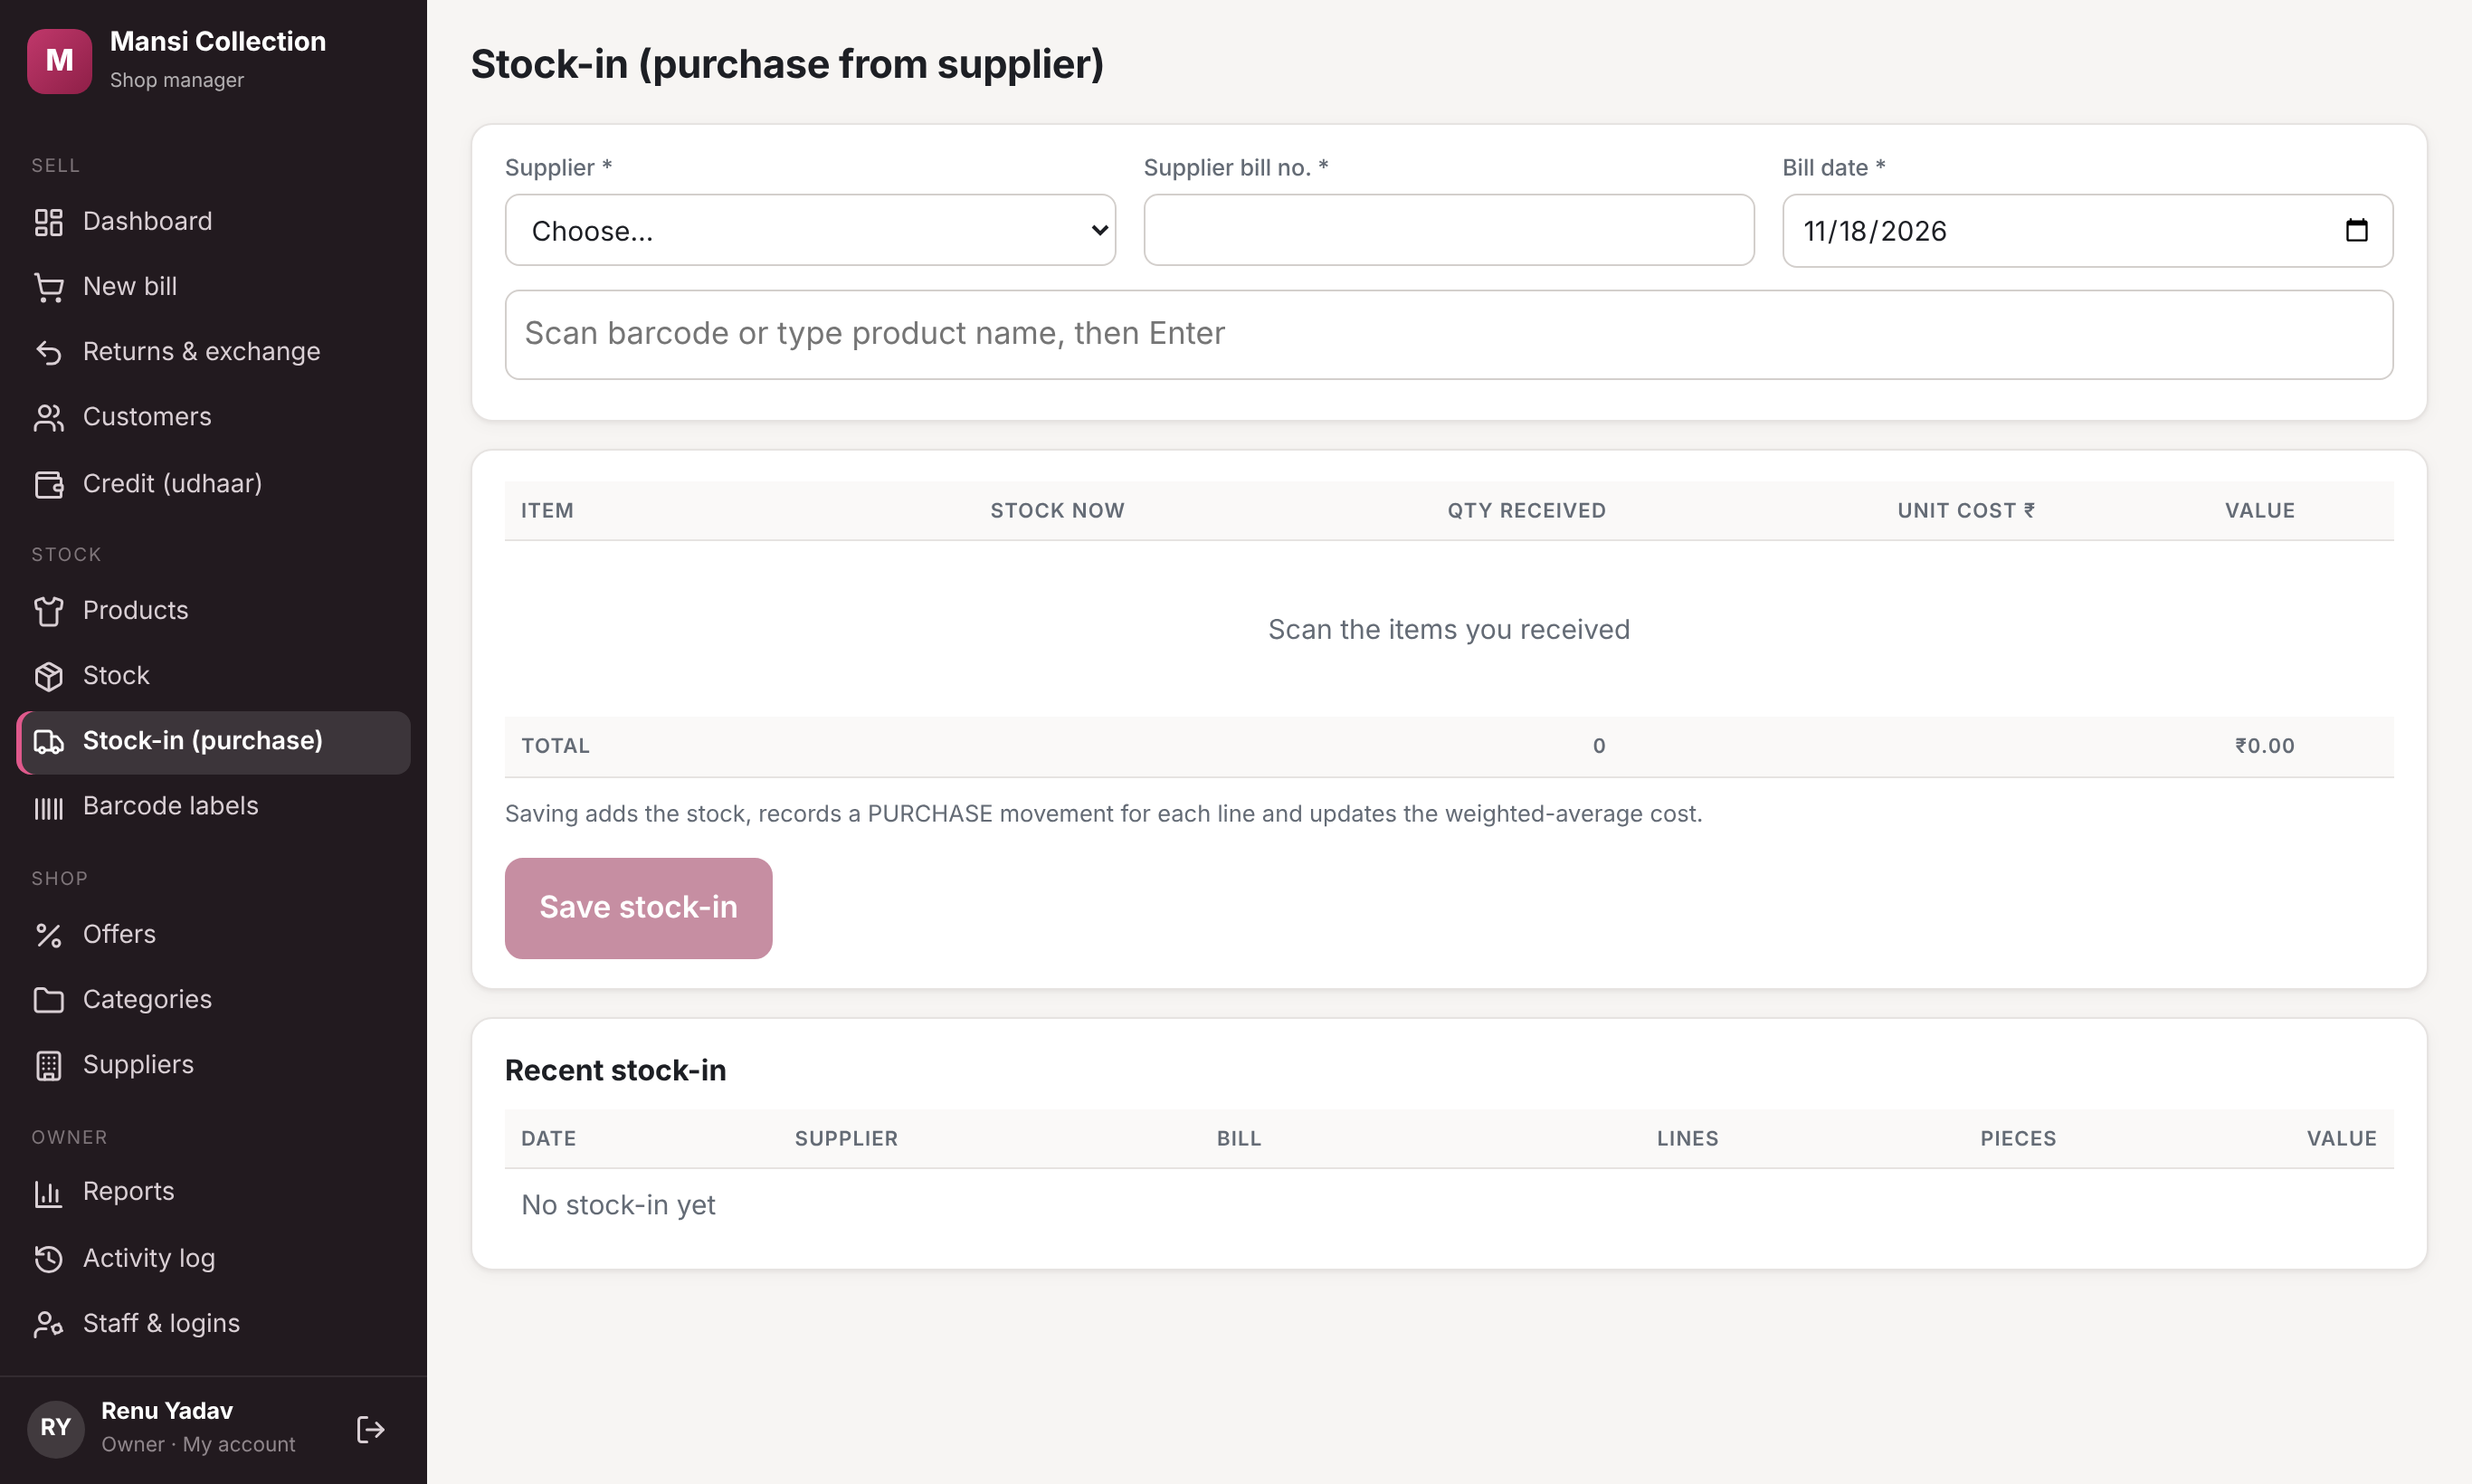 M
Mansi Collection
Shop manager
SELL
Dashboard
New bill
Returns & exchange
Customers
Credit (udhaar)
STOCK
Products
Stock
Stock-in (purchase)
Barcode labels
SHOP
Offers
Categories
Suppliers
OWNER
Reports
Activity log
Staff & logins
RY
Renu Yadav
Owner · My account
Stock-in (purchase from supplier)
Supplier * Supplier bill no. * Bill date *
Choose... 11/18/2026
Scan barcode or type product name, then Enter
ITEM STOCK NOW QTY RECEIVED UNIT COST ₹ VALUE
Scan the items you received
TOTAL 0 ₹0.00
Saving adds the stock, records a PURCHASE movement for each line and updates the weighted-average cost.
Save stock-in
Recent stock-in
DATE SUPPLIER BILL LINES PIECES VALUE
No stock-in yet